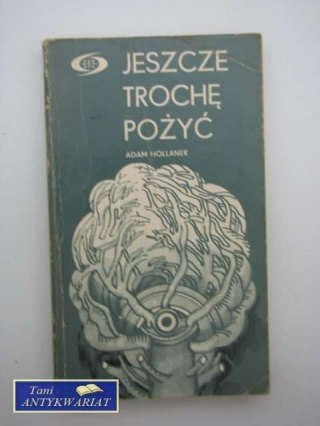 JESZCZE
TROCHĘ
POŻYĆ
ADAM HOLLANEK
Tani
ANTYKWARIAT